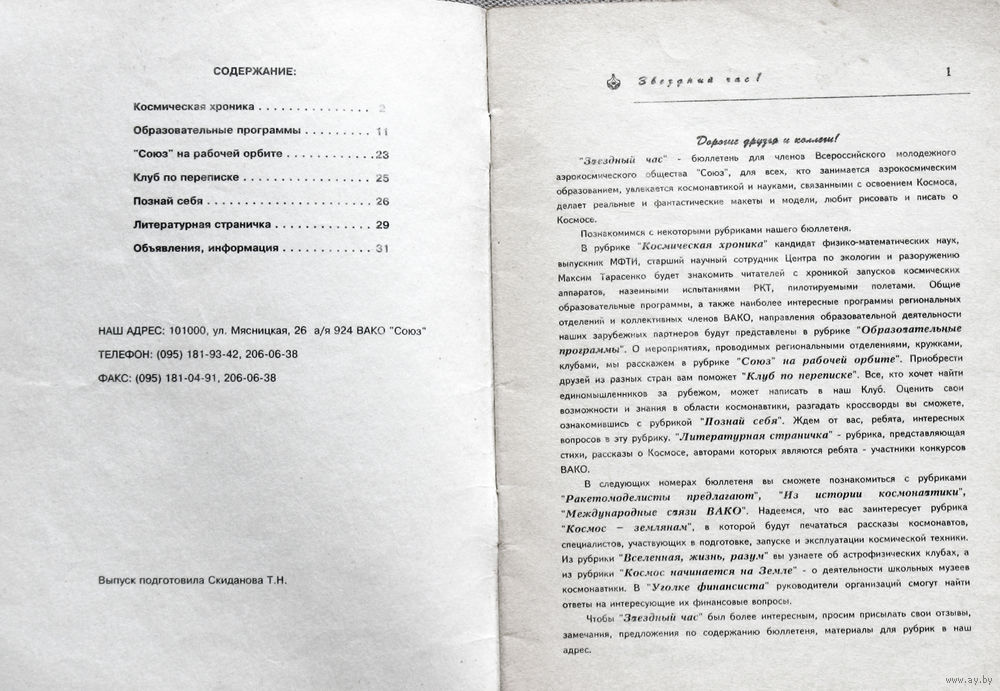 СОДЕРЖАНИЕ:
Космическая хроника . . . . . . . . . . . . 2
Образовательные программы . . . . . . . . . 11
"Союз" на рабочей орбите . . . . . . . . . . . 23
Клуб по переписке . . . . . . . . . . . . . . 25
Познай себя . . . . . . . . . . . . . . . . . . 26
Литературная страничка . . . . . . . . . . . 29
Объявления, информация . . . . . . . . . . 31
НАШ АДРЕС: 101000, ул. Мясницкая, 26 а/я 924 ВАКО "Союз"
ТЕЛЕФОН: (095) 181-93-42, 206-06-38
ФАКС: (095) 181-04-91, 206-06-38
Выпуск подготовила Скиданова Т.Н.
Звездный час! 1
Дорогие друзья и коллеги!
"Звездный час" - бюллетень для членов Всероссийского молодежного
аэрокосмического общества "Союз", для всех, кто занимается аэрокосмическим
образованием, увлекается космонавтикой и науками, связанными с освоением Космоса,
делает реальные и фантастические макеты и модели, любит рисовать и писать о
Космосе.
Познакомимся с некоторыми рубриками нашего бюллетеня.
В рубрике "Космическая хроника" кандидат физико-математических наук,
выпускник МФТИ, старший научный сотрудник Центра по экологии и разоружению
Максим Тарасенко будет знакомить читателей с хроникой запусков космических
аппаратов, наземными испытаниями РКТ, пилотируемыми полетами. Общие
образовательные программы, а также наиболее интересные программы региональных
отделений и коллективных членов ВАКО, направления образовательной деятельности
наших зарубежных партнеров будут представлены в рубрике "Образовательные
программы". О мероприятиях, проводимых региональными отделениями, кружками,
клубами, мы расскажем в рубрике "Союз" на рабочей орбите". Приобрести
друзей из разных стран вам поможет "Клуб по переписке". Все, кто хочет найти
единомышленников за рубежом, может написать в наш Клуб. Оценить свои
возможности и знания в области космонавтики, разгадать кроссворды вы сможете,
ознакомившись с рубрикой "Познай себя". Ждем от вас, ребята, интересных
вопросов в эту рубрику. "Литературная страничка" - рубрика, представляющая
стихи, рассказы о Космосе, авторами которых являются ребята - участники конкурсов
ВАКО.
В следующих номерах бюллетеня вы сможете познакомиться с рубриками
"Ракетомоделисты предлагают", "Из истории космонавтики",
"Международные связи ВАКО". Надеемся, что вас заинтересует рубрика
"Космос – землянам", в которой будут печататься рассказы космонавтов,
специалистов, участвующих в подготовке, запуске и эксплуатации космической техники.
Из рубрики "Вселенная, жизнь, разум" вы узнаете об астрофизических клубах, а
из рубрики "Космос начинается на Земле" - о деятельности школьных музеев
космонавтики. В "Уголке финансиста" руководители организаций смогут найти
ответы на интересующие их финансовые вопросы.
Чтобы "Звездный час" был более интересным, просим присылать свои отзывы,
замечания, предложения по содержанию бюллетеня, материалы для рубрик в наш
адрес.
www.ay.by